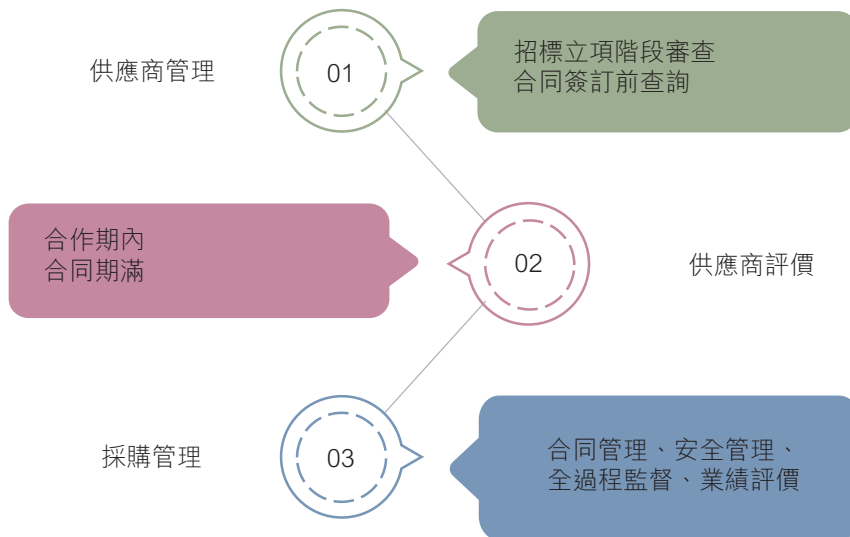 供應商管理
01
招標立項階段審查
合同簽訂前查詢
合作期內
合同期滿
02
供應商評價
採購管理
03
合同管理、安全管理、
全過程監督、業績評價